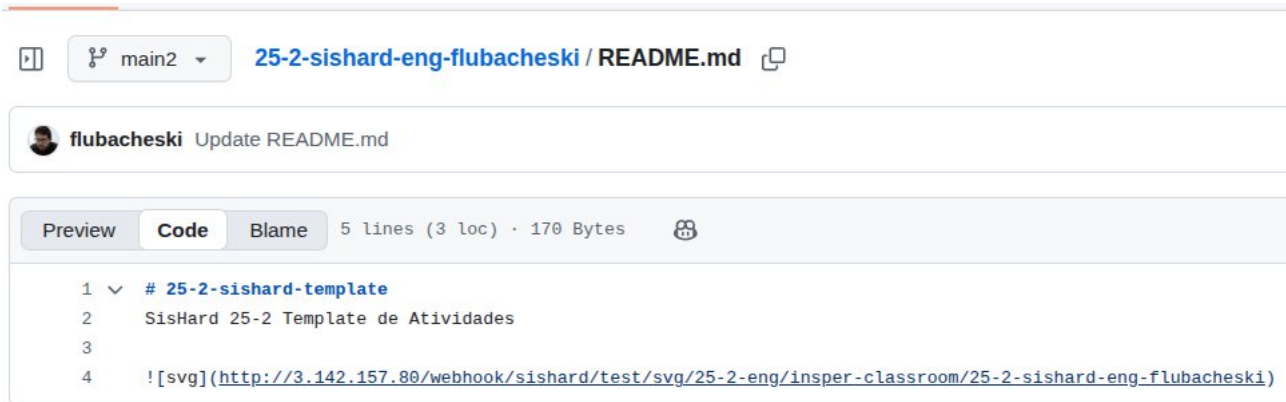 main2 25-2-sishard-eng-flubacheski / README.md
flubacheski Update README.md
Preview Code Blame 5 lines (3 loc) · 170 Bytes
1 # 25-2-sishard-template
2 SisHard 25-2 Template de Atividades
3
4 ![svg](http://3.142.157.80/webhook/sishard/test/svg/25-2-eng/insper-classroom/25-2-sishard-eng-flubacheski)